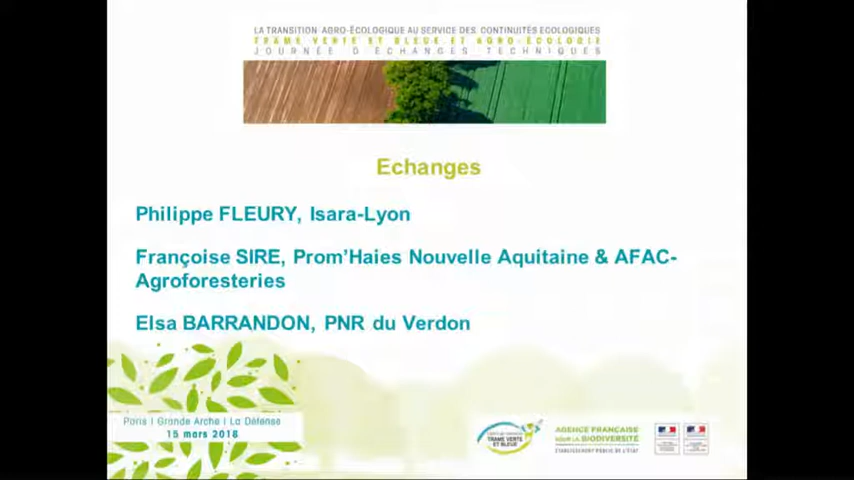 LA TRANSITION AGRO-ÉCOLOGIQUE AU SERVICE DES CONTINUITÉS ÉCOLOGIQUES
TRAME VERTE ET BLEUE ET AGRO-ÉCOLOGIE
JOURNÉE D'ÉCHANGES TECHNIQUES
Echanges
Philippe FLEURY, Isara-Lyon
Françoise SIRE, Prom'Haies Nouvelle Aquitaine & AFAC-
Agroforesteries
Elsa BARRANDON, PNR du Verdon
Paris | Grande Arche | La Défense
15 mars 2018
TRAME VERTE
ET BLEUE
AGENCE FRANÇAISE
POUR LA BIODIVERSITÉ
ÉTABLISSEMENT PUBLIC DE L'ÉTAT